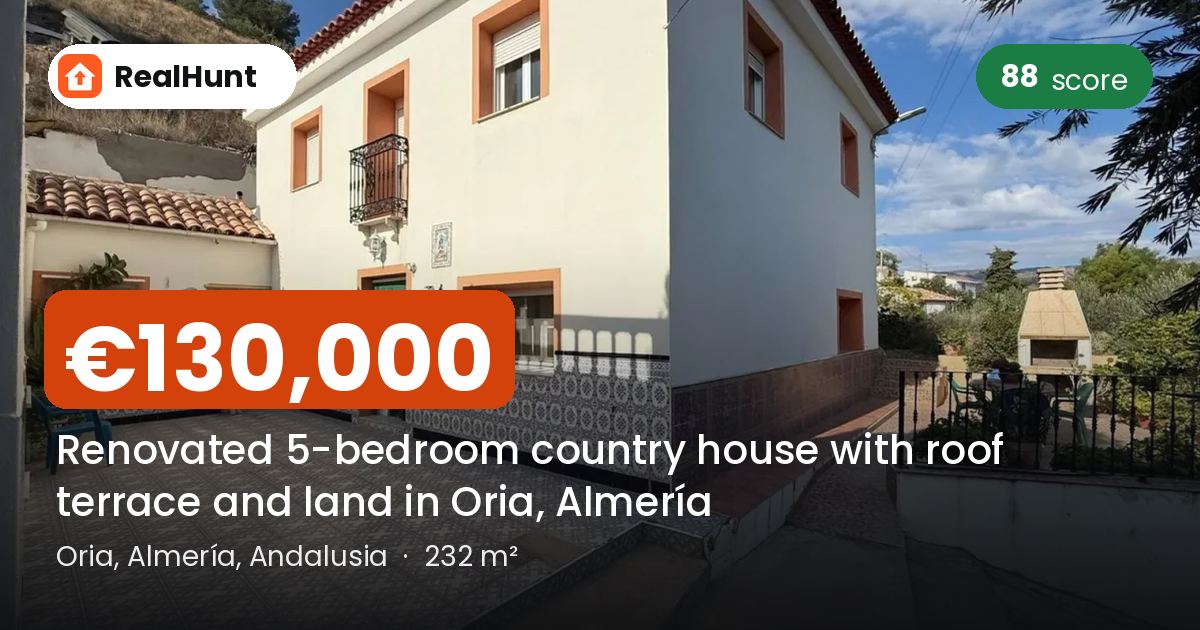 RealHunt
88 score
€130,000
Renovated 5-bedroom country house with roof
terrace and land in Oria, Almería
Oria, Almería, Andalusia · 232 m²